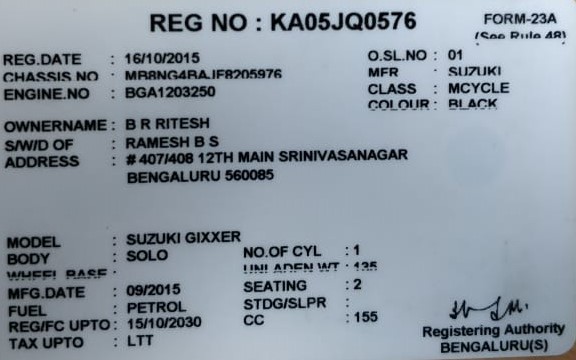 REG NO : KA05JQ0576 FORM-23A
(See Rule 48)
REG.DATE : 16/10/2015 O.SL.NO : 01
CHASSIS NO : MB8NG4BAJF8205976 MFR : SUZUKI
ENGINE.NO : BGA1203250 CLASS : MCYCLE
COLOUR : BLACK
OWNERNAME : B R RITESH
S/W/D OF : RAMESH B S
ADDRESS : # 407/408 12TH MAIN SRINIVASANAGAR
BENGALURU 560085
MODEL : SUZUKI GIXXER
BODY : SOLO NO.OF CYL : 1
WHEEL BASE : UNLADEN WT : 135
MFG.DATE : 09/2015 SEATING : 2
FUEL : PETROL STDG/SLPR :
REG/FC UPTO : 15/10/2030 CC : 155
TAX UPTO : LTT
Registering Authority
BENGALURU(S)